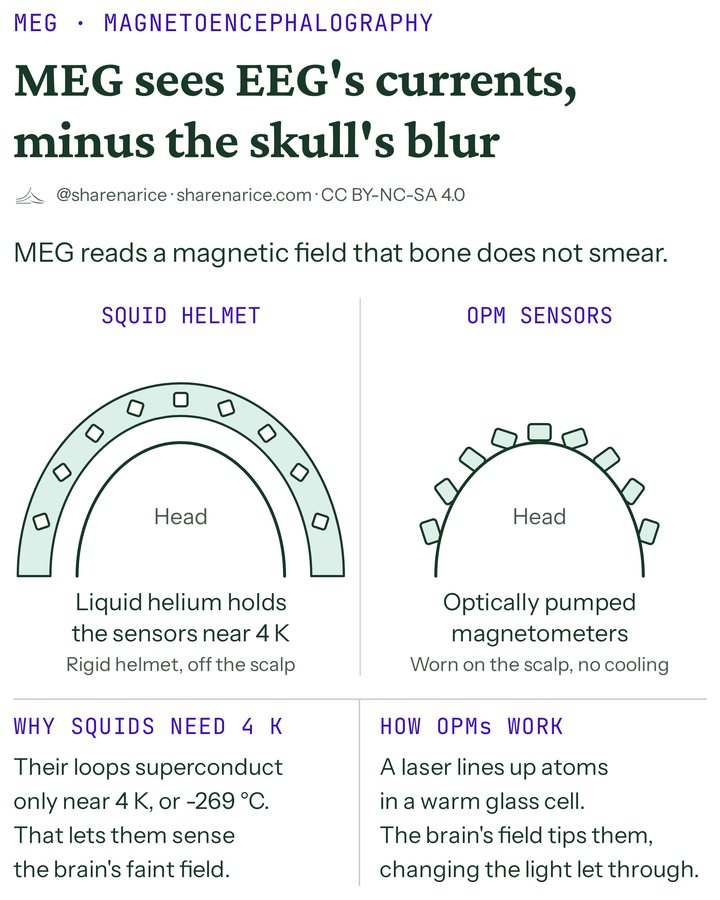 MEG · MAGNETOENCEPHALOGRAPHY
MEG sees EEG's currents,
minus the skull's blur
@sharenarice · sharenarice.com · CC BY-NC-SA 4.0
MEG reads a magnetic field that bone does not smear.
SQUID HELMET
Head
Liquid helium holds
the sensors near 4 K
Rigid helmet, off the scalp
OPM SENSORS
Head
Optically pumped
magnetometers
Worn on the scalp, no cooling
WHY SQUIDS NEED 4 K
Their loops superconduct
only near 4 K, or -269 °C.
That lets them sense
the brain's faint field.
HOW OPMs WORK
A laser lines up atoms
in a warm glass cell.
The brain's field tips them,
changing the light let through.